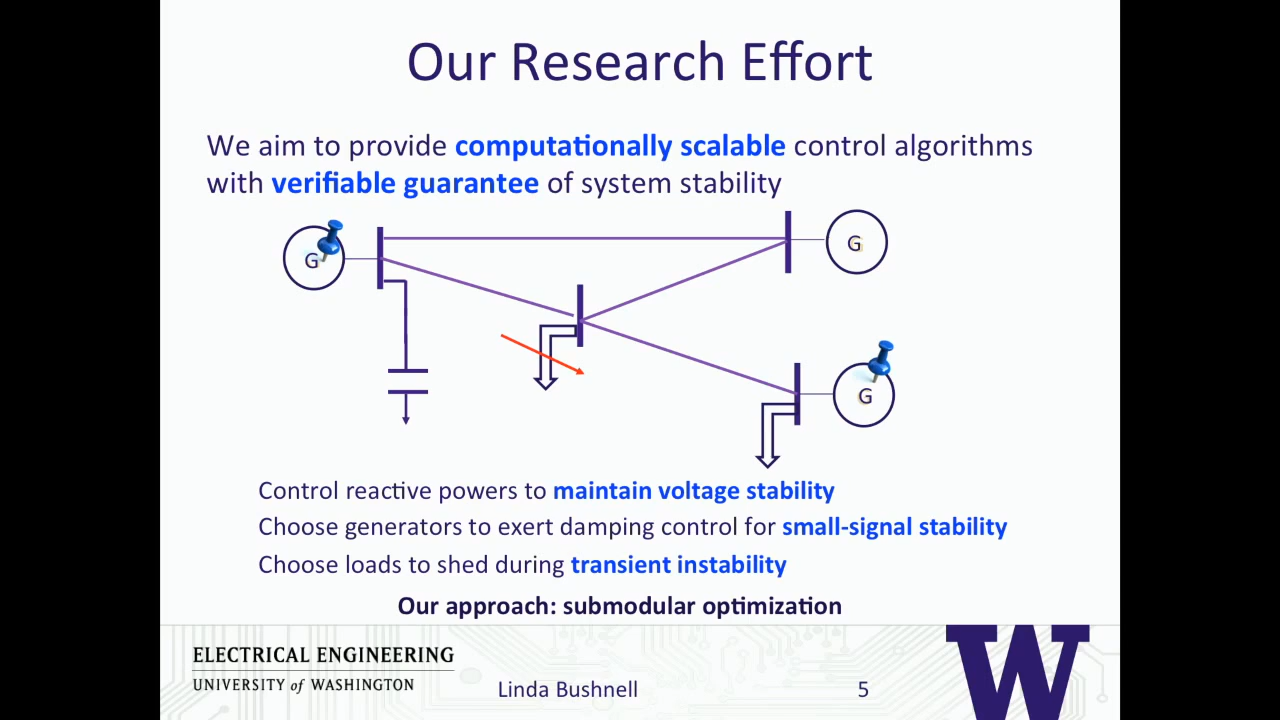 Our Research Effort
We aim to provide computationally scalable control algorithms
with verifiable guarantee of system stability
G
G
G
Control reactive powers to maintain voltage stability
Choose generators to exert damping control for small-signal stability
Choose loads to shed during transient instability
Our approach: submodular optimization
ELECTRICAL ENGINEERING
UNIVERSITY of WASHINGTON
Linda Bushnell
5
W